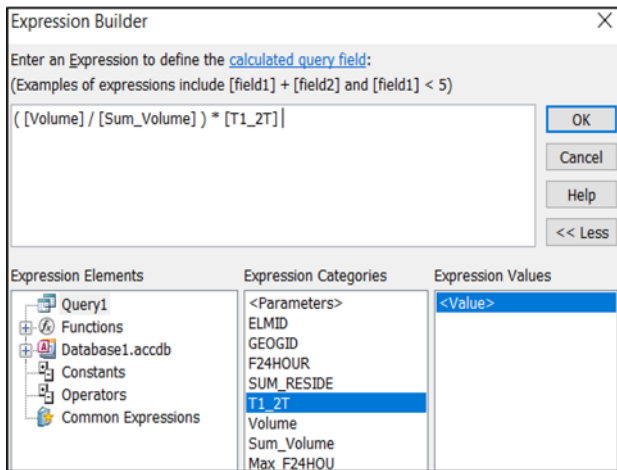 Expression Builder
Enter an Expression to define the calculated query field:
(Examples of expressions include [field1] + [field2] and [field1] < 5)
( [Volume] / [Sum_Volume] ) * [T1_2T]
OK
Cancel
Help
<< Less
Expression Elements
Query1
Functions
Database1.accdb
Constants
Operators
Common Expressions
Expression Categories
<Parameters>
ELMID
GEOGID
F24HOUR
SUM_RESIDE
T1_2T
Volume
Sum_Volume
Max_F24HOU
Expression Values
<Value>